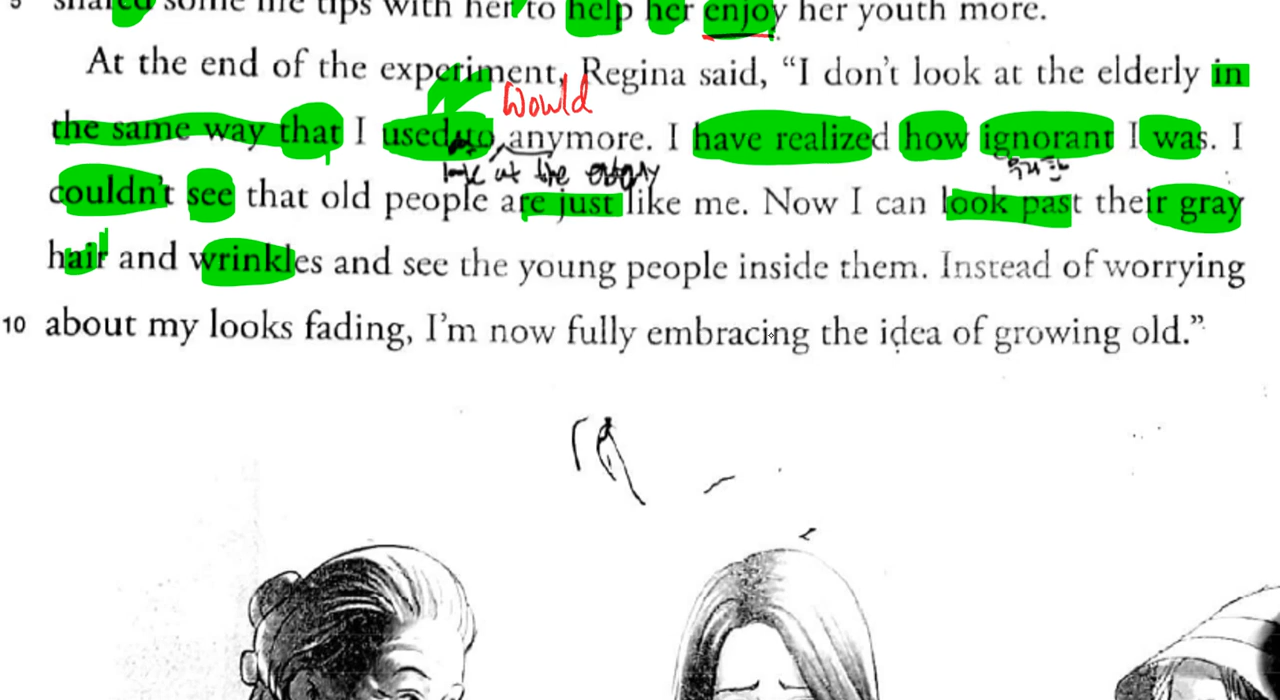 5 shared some life tips with her to help her enjoy her youth more.
At the end of the experiment, Regina said, “I don’t look at the elderly in
Would
the same way that I used to anymore. I have realized how ignorant I was. I
look at the
couldn’t see that old people are just like me. Now I can look past their gray
hair and wrinkles and see the young people inside them. Instead of worrying
10 about my looks fading, I’m now fully embracing the idea of growing old.”